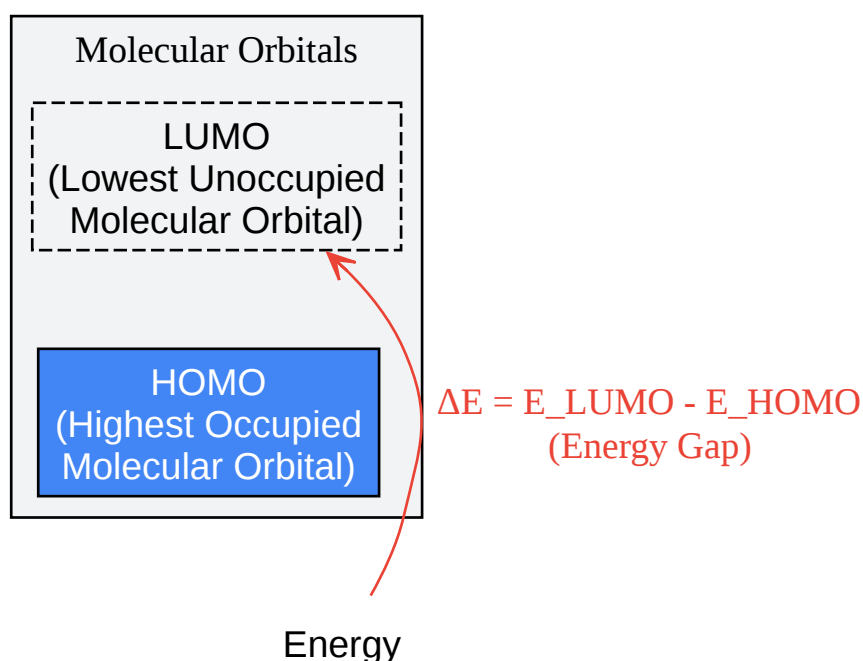 Molecular Orbitals
LUMO
(Lowest Unoccupied
Molecular Orbital)
HOMO
(Highest Occupied
Molecular Orbital)
ΔE = E_LUMO - E_HOMO
(Energy Gap)
Energy